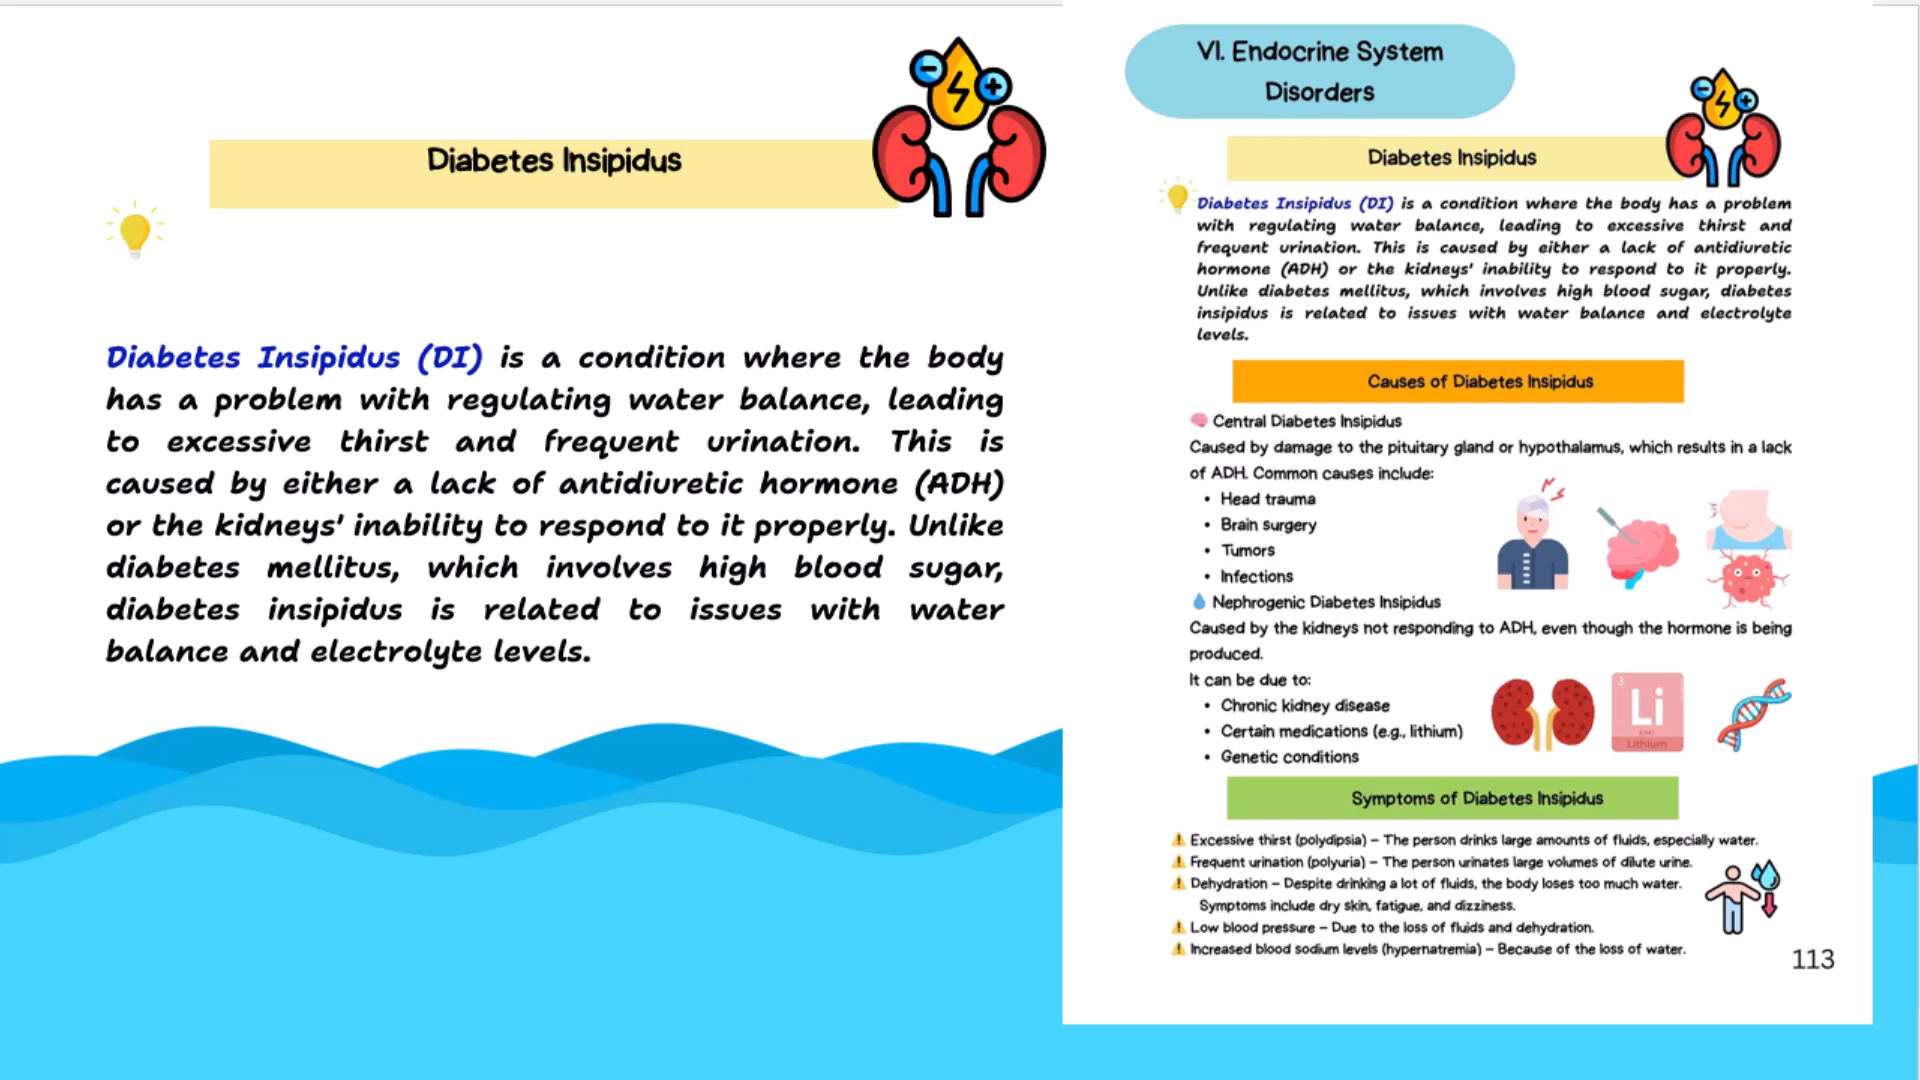 Diabetes Insipidus
Diabetes Insipidus (DI) is a condition where the body
has a problem with regulating water balance, leading
to excessive thirst and frequent urination. This is
caused by either a lack of antidiuretic hormone (ADH)
or the kidneys' inability to respond to it properly. Unlike
diabetes mellitus, which involves high blood sugar,
diabetes insipidus is related to issues with water
balance and electrolyte levels.
VI. Endocrine System
Disorders
Diabetes Insipidus
Diabetes Insipidus (DI) is a condition where the body has a problem
with regulating water balance, leading to excessive thirst and
frequent urination. This is caused by either a lack of antidiuretic
hormone (ADH) or the kidneys' inability to respond to it properly.
Unlike diabetes mellitus, which involves high blood sugar, diabetes
insipidus is related to issues with water balance and electrolyte
levels.
Causes of Diabetes Insipidus
Central Diabetes Insipidus
Caused by damage to the pituitary gland or hypothalamus, which results in a lack
of ADH. Common causes include:
• Head trauma
• Brain surgery
• Tumors
• Infections
Nephrogenic Diabetes Insipidus
Caused by the kidneys not responding to ADH, even though the hormone is being
produced.
It can be due to:
• Chronic kidney disease
• Certain medications (e.g., lithium)
• Genetic conditions
3
Li
Lithium
Symptoms of Diabetes Insipidus
Excessive thirst (polydipsia) – The person drinks large amounts of fluids, especially water.
Frequent urination (polyuria) – The person urinates large volumes of dilute urine.
Dehydration – Despite drinking a lot of fluids, the body loses too much water.
Symptoms include dry skin, fatigue, and dizziness.
Low blood pressure – Due to the loss of fluids and dehydration.
Increased blood sodium levels (hypernatremia) – Because of the loss of water.
113